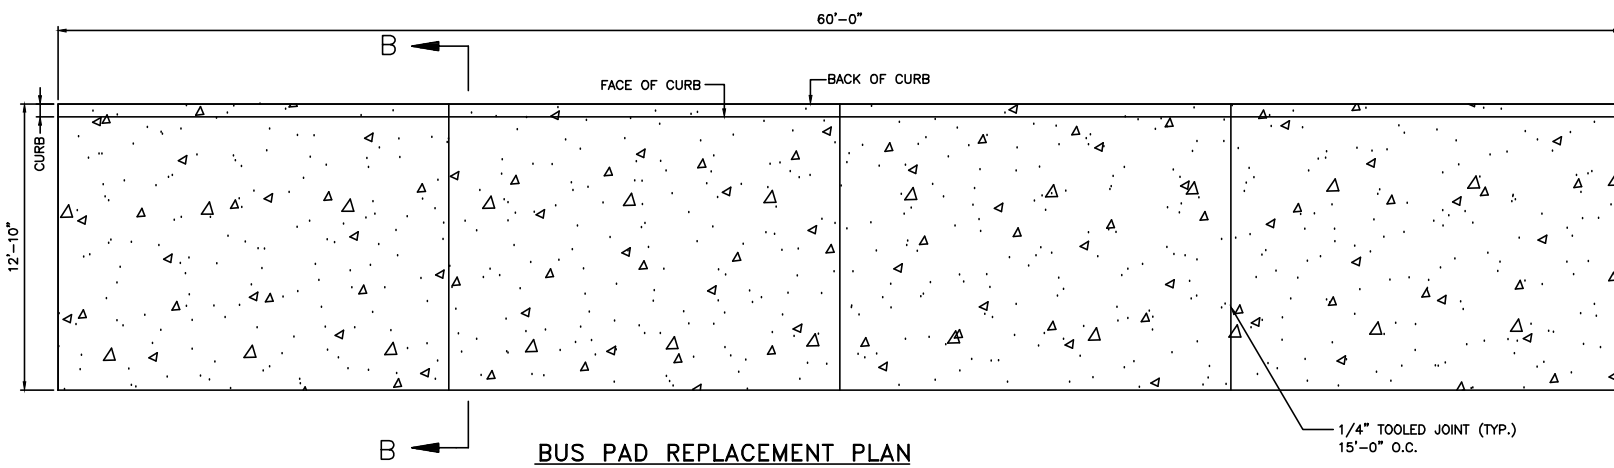 60'-0"
B
FACE OF CURB
BACK OF CURB
CURB
12'-10"
1/4" TOOLED JOINT (TYP.)
15'-0" O.C.
B
BUS PAD REPLACEMENT PLAN